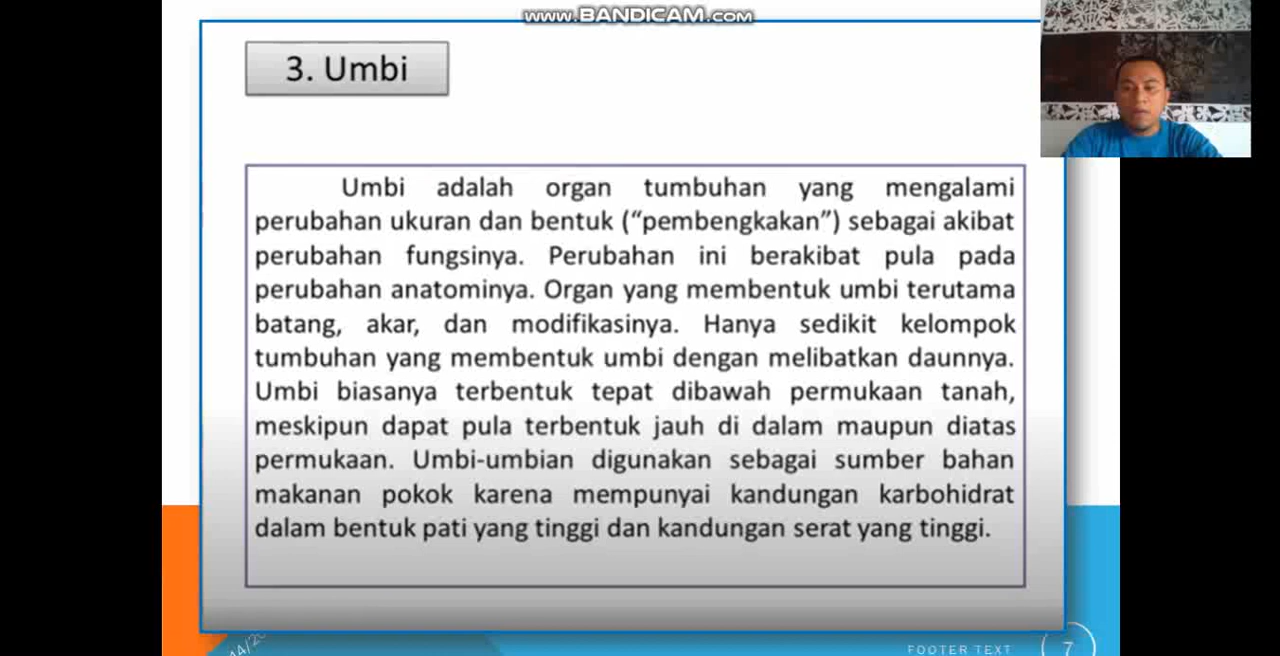 www.BANDICAM.com
3. Umbi
Umbi adalah organ tumbuhan yang mengalami
perubahan ukuran dan bentuk (“pembengkakan”) sebagai akibat
perubahan fungsinya. Perubahan ini berakibat pula pada
perubahan anatominya. Organ yang membentuk umbi terutama
batang, akar, dan modifikasinya. Hanya sedikit kelompok
tumbuhan yang membentuk umbi dengan melibatkan daunnya.
Umbi biasanya terbentuk tepat dibawah permukaan tanah,
meskipun dapat pula terbentuk jauh di dalam maupun diatas
permukaan. Umbi-umbian digunakan sebagai sumber bahan
makanan pokok karena mempunyai kandungan karbohidrat
dalam bentuk pati yang tinggi dan kandungan serat yang tinggi.
FOOTER TEXT
7